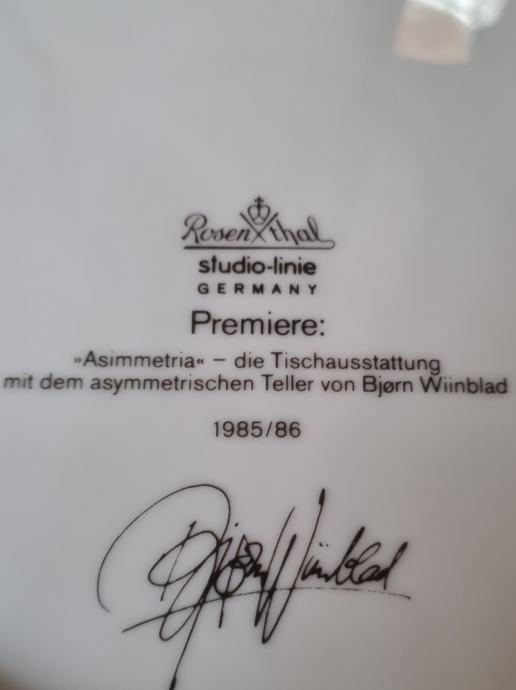 Rosenthal
studio-linie
GERMANY
Premiere:
»Asimmetria« – die Tischausstattung
mit dem asymmetrischen Teller von Bjørn Wiinblad
1985/86
Bjørn Wiinblad